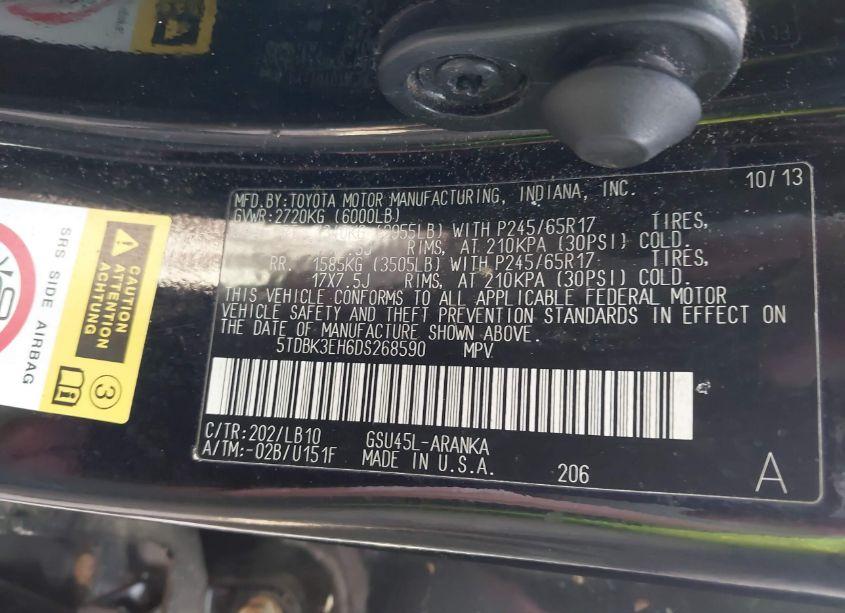 MFD.BY:TOYOTA MOTOR MANUFACTURING, INDIANA, INC. 10/13
GVWR:2720KG (6000LB)
(2955LB) WITH P245/65R17 TIRES,
RIMS, AT 210KPA (30PSI) COLD.
RR. 1585KG (3505LB) WITH P245/65R17 TIRES,
17X7.5J RIMS, AT 210KPA (30PSI) COLD.
THIS VEHICLE CONFORMS TO ALL APPLICABLE FEDERAL MOTOR
VEHICLE SAFETY AND THEFT PREVENTION STANDARDS IN EFFECT ON
THE DATE OF MANUFACTURE SHOWN ABOVE.
5TDBK3EH6DS268590 MPV
C/TR:202/LB10 GSU45L-ARANKA
A/TM:-02B/U151F MADE IN U.S.A. 206 A
SRS SIDE AIRBAG
CAUTION
ATTENTION
ACHTUNG
3